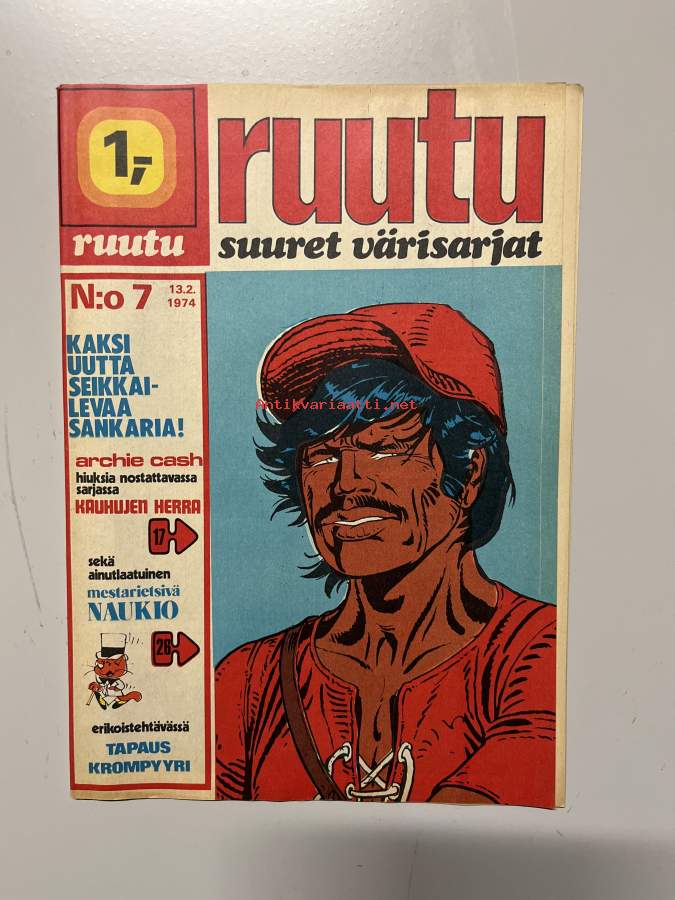 1,-
ruutu
ruutu
suuret värisarjat
N:o 7
13.2.
1974
KAKSI
UUTTA
SEIKKAI-
LEVAA
SANKARIA!
archie cash
hiuksia nostattavassa
sarjassa
KAUHUJEN HERRA
17
sekä
ainutlaatuinen
mestarietsivä
NAUKIO
26
erikoistehtävässä
TAPAUS
KROMPYYRI
Antikvariaatti.net